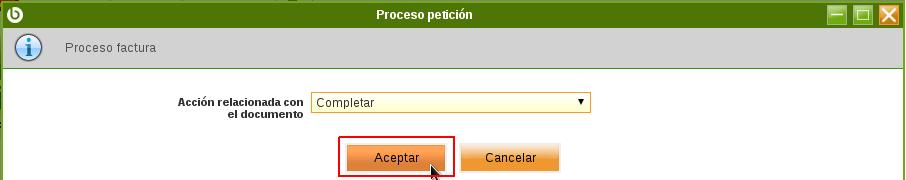 Proceso petición
Proceso factura
Acción relacionada con
el documento
Completar
Aceptar
Cancelar